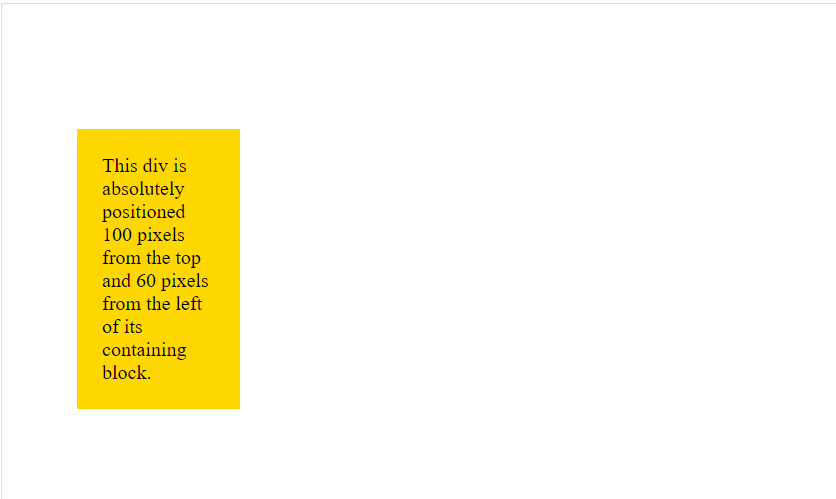 This div is
absolutely
positioned
100 pixels
from the top
and 60 pixels
from the left
of its
containing
block.